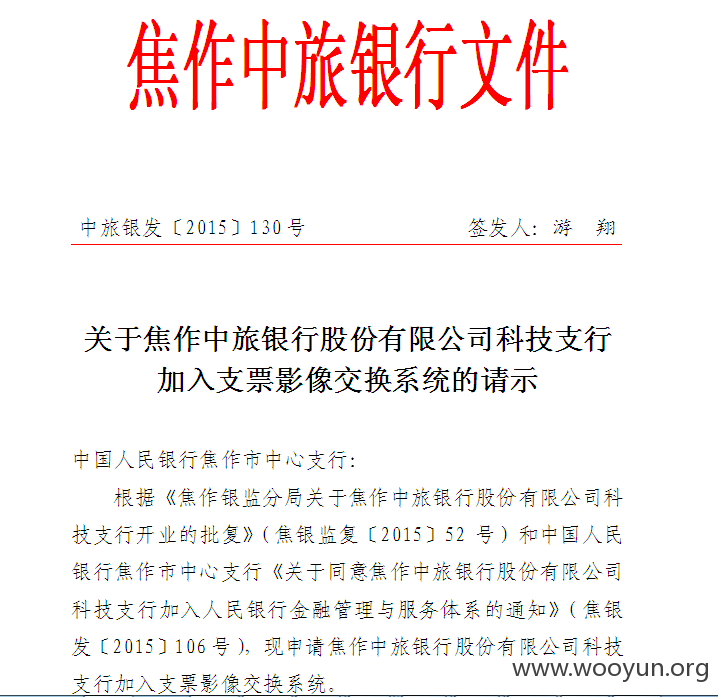 焦作中旅银行文件
中旅银发〔2015〕130号 签发人：游 翔
关于焦作中旅银行股份有限公司科技支行
加入支票影像交换系统的请示
中国人民银行焦作市中心支行：
根据《焦作银监分局关于焦作中旅银行股份有限公司科
技支行开业的批复》（焦银监复〔2015〕52 号）和中国人民
银行焦作市中心支行《关于同意焦作中旅银行股份有限公司
科技支行加入人民银行金融管理与服务体系的通知》（焦银
发〔2015〕106号），现申请焦作中旅银行股份有限公司科技
支行加入支票影像交换系统。
www.wooyun.org